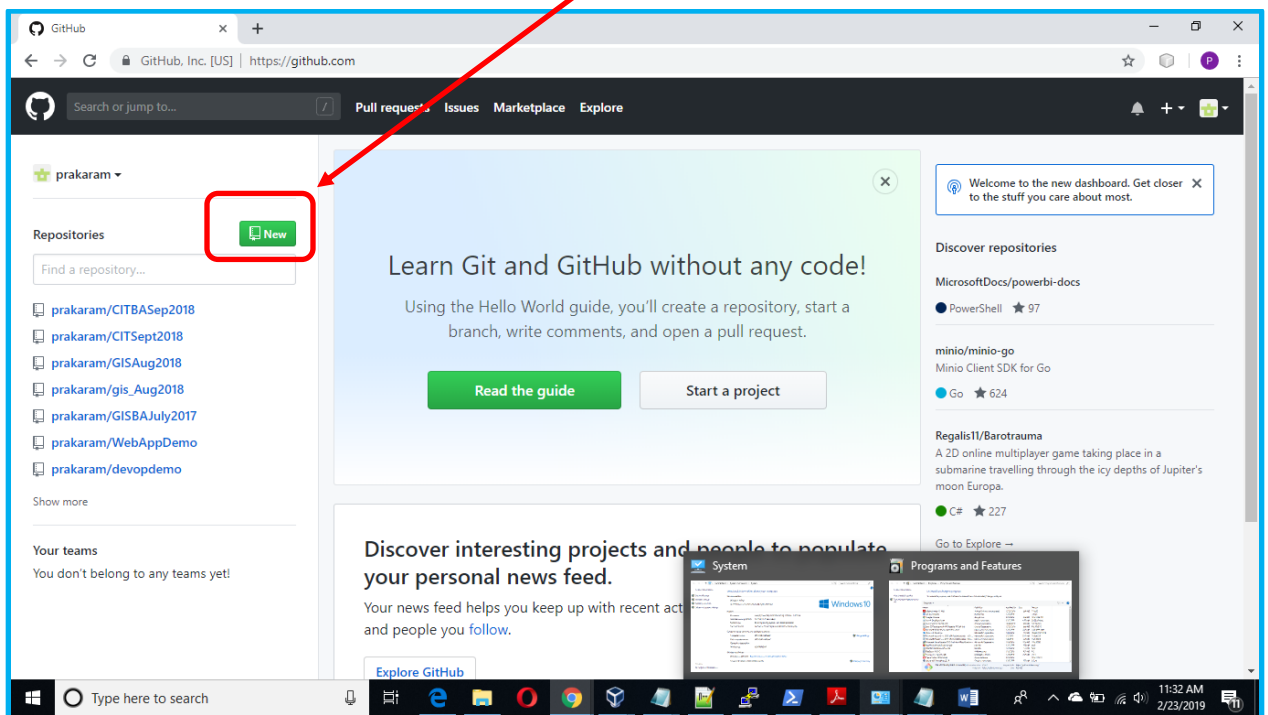 GitHub
GitHub, Inc. [US] | https://github.com
P
Search or jump to...
/
Pull requests Issues Marketplace Explore
prakaram
Repositories
New
Find a repository...
prakaram/CITBASep2018
prakaram/CITSept2018
prakaram/GISAug2018
prakaram/gis_Aug2018
prakaram/GISBAJuly2017
prakaram/WebAppDemo
prakaram/devopdemo
Show more
Your teams
You don't belong to any teams yet!
Learn Git and GitHub without any code!
Using the Hello World guide, you'll create a repository, start a
branch, write comments, and open a pull request.
Read the guide
Start a project
Discover interesting projects and people to populate
your personal news feed.
Your news feed helps you keep up with recent act
and people you follow.
Explore GitHub
Welcome to the new dashboard. Get closer
to the stuff you care about most.
Discover repositories
MicrosoftDocs/powerbi-docs
PowerShell 97
minio/minio-go
Minio Client SDK for Go
Go 624
Regalis11/Barotrauma
A 2D online multiplayer game taking place in a
submarine travelling through the icy depths of Jupiter's
moon Europa.
C# 227
Go to Explore →
System
Windows 10
Programs and Features
Type here to search
11:32 AM
2/23/2019
11